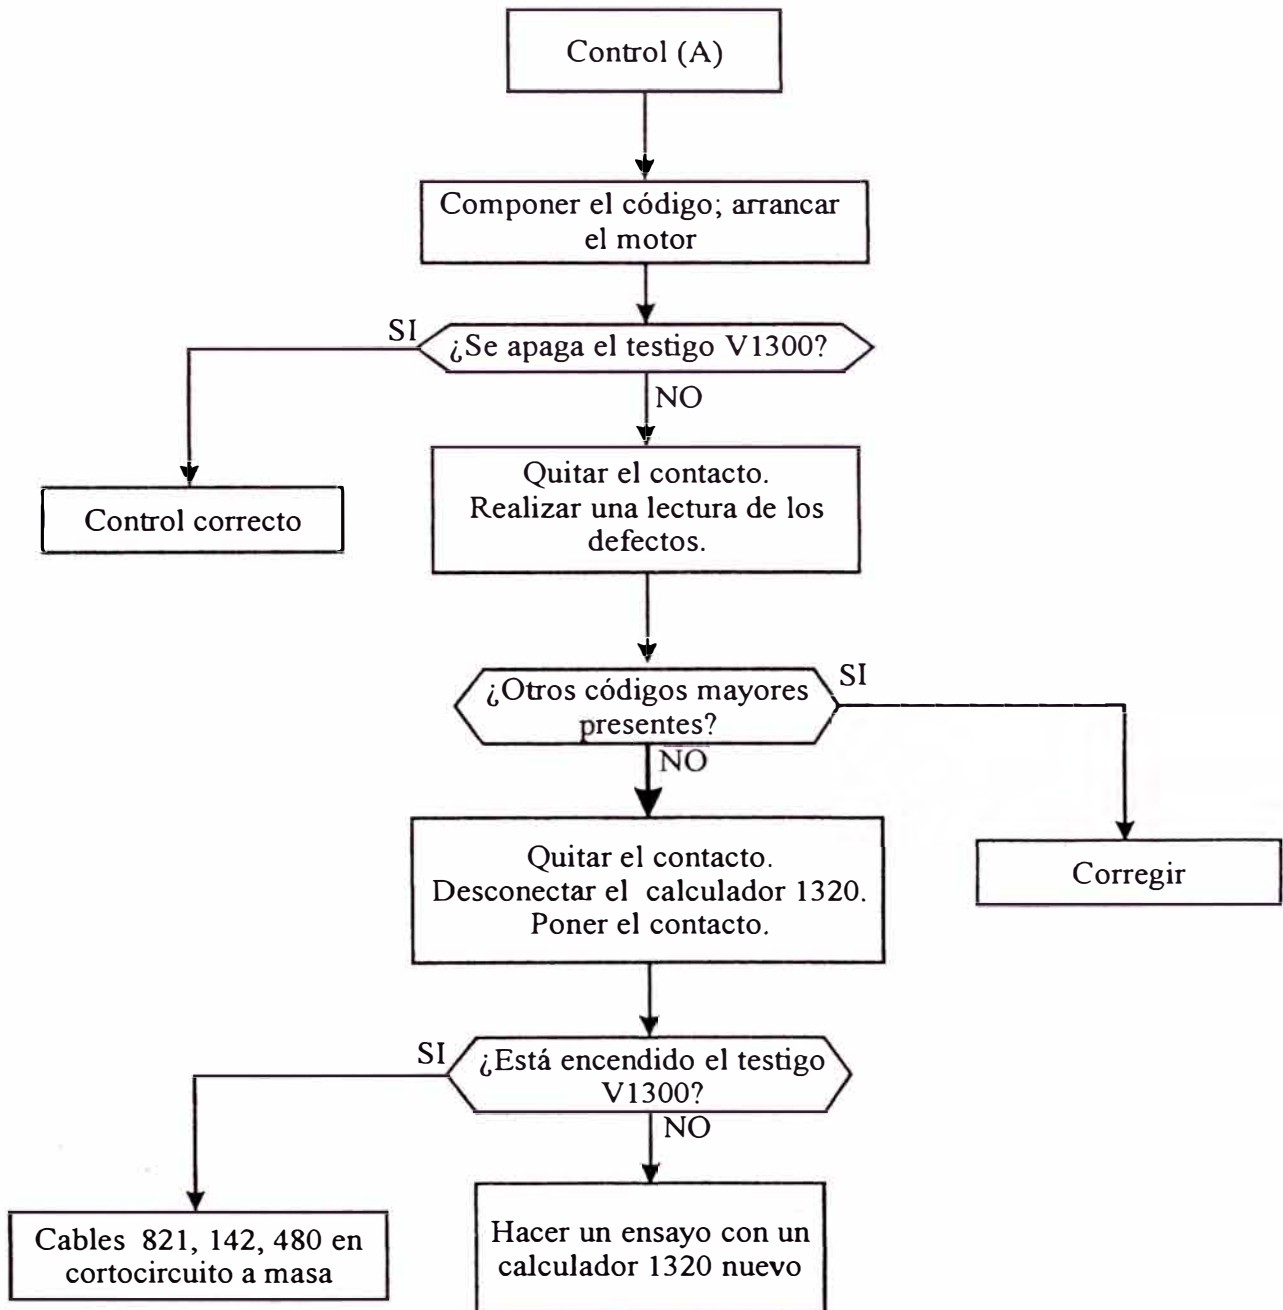 Control (A)
Componer el código; arrancar
el motor
SI
¿Se apaga el testigo V1300?
NO
Quitar el contacto.
Realizar una lectura de los
defectos.
Control correcto
¿Otros códigos mayores
presentes?
SI
NO
Quitar el contacto.
Desconectar el calculador 1320.
Poner el contacto.
Corregir
SI
¿Está encendido el testigo
V1300?
NO
Cables 821, 142, 480 en
cortocircuito a masa
Hacer un ensayo con un
calculador 1320 nuevo